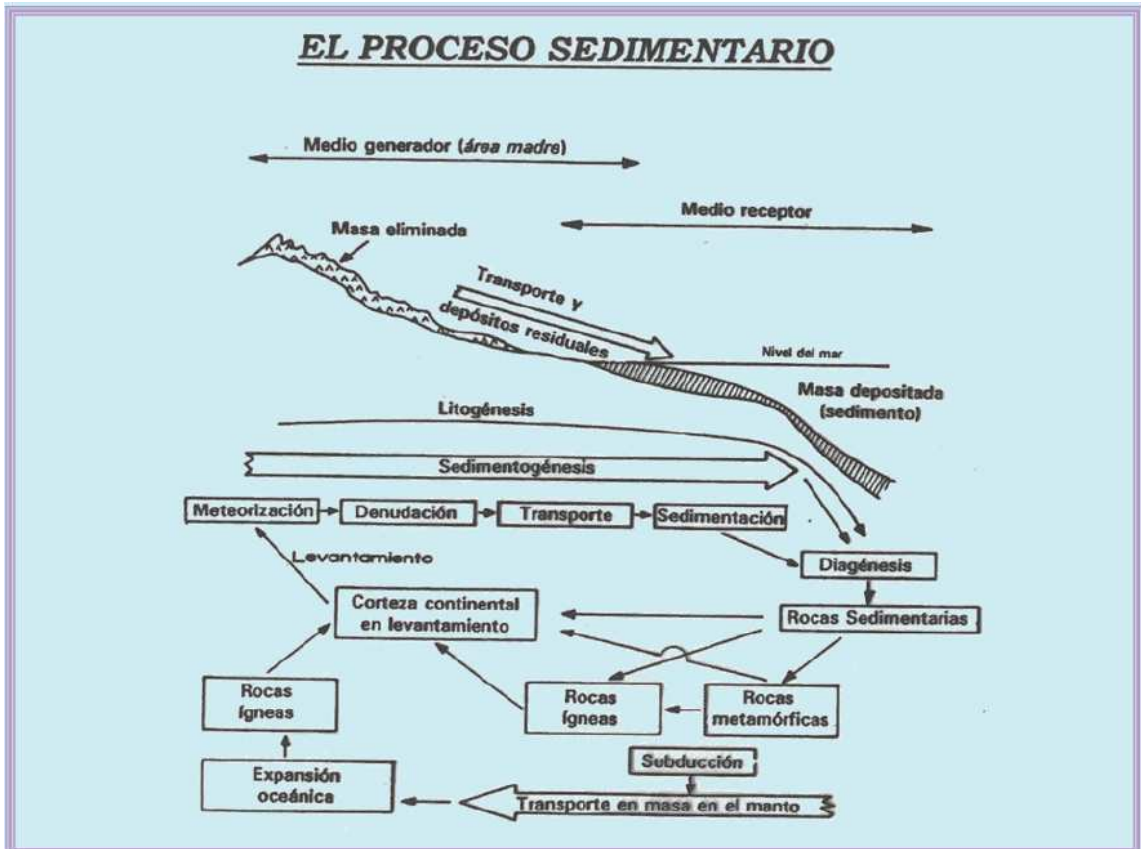 EL PROCESO SEDIMENTARIO
Medio generador (área madre)
Medio receptor
Masa eliminada
Transporte y
depósitos residuales
Nivel del mar
Masa depositada
(sedimento)
Litogénesis
Sedimentogénesis
Meteorización
Denudación
Transporte
Sedimentación
Levantamiento
Diagénesis
Corteza continental
en levantamiento
Rocas Sedimentarias
Rocas
ígneas
Rocas
ígneas
Rocas
metamórficas
Subducción
Expansión
oceánica
Transporte en masa en el manto